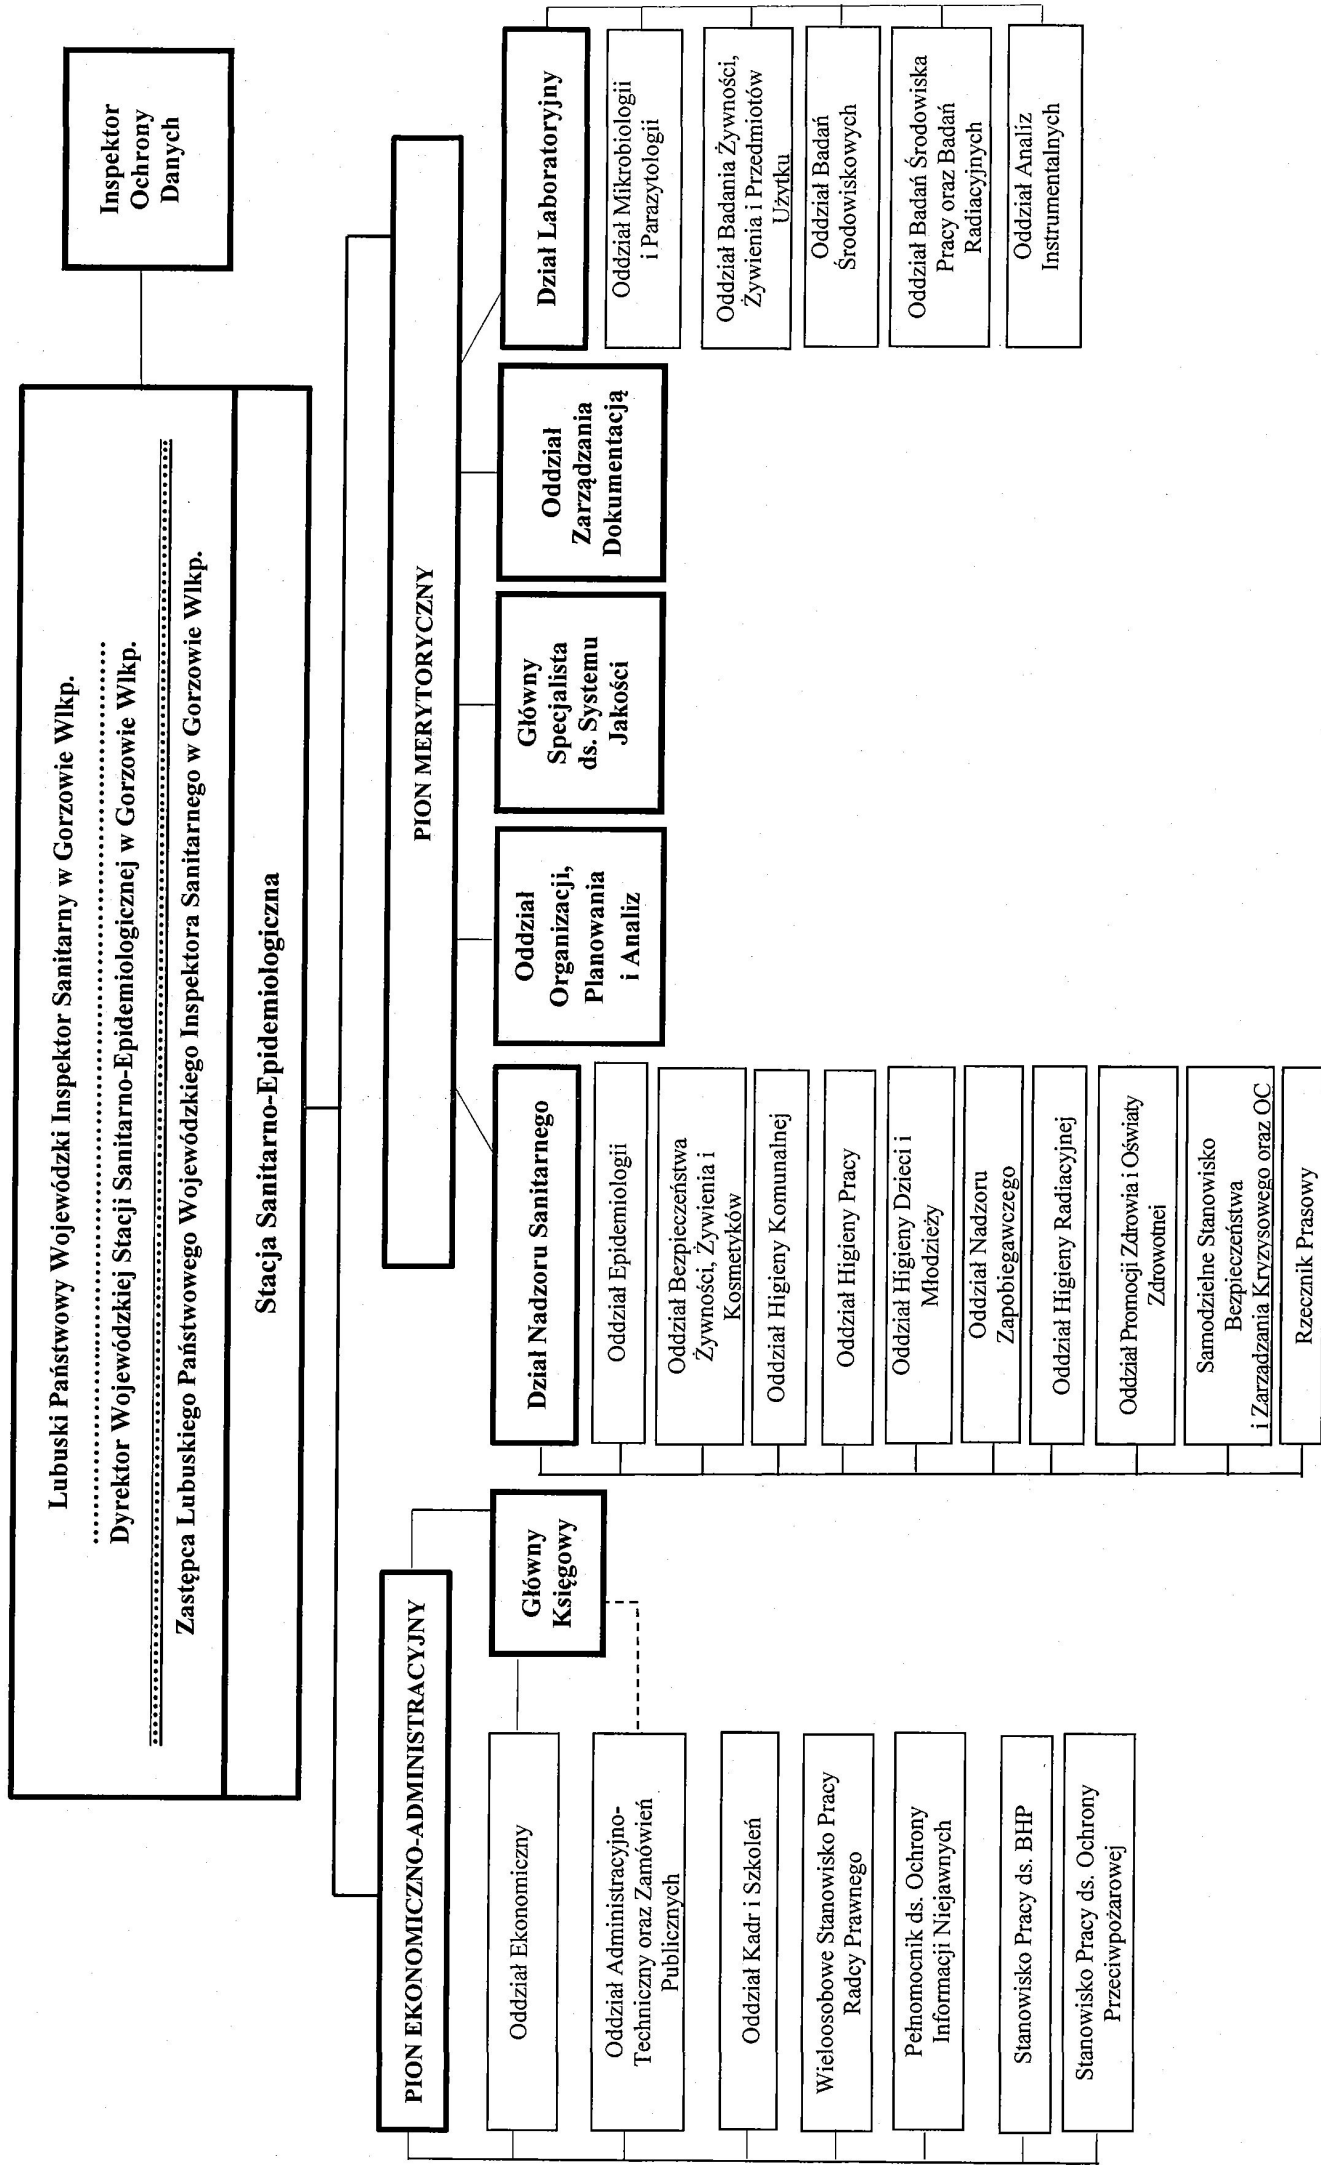 Lubuski Państwowy Wojewódzki Inspektor Sanitarny w Gorzowie Wlkp.
Dyrektor Wojewódzkiej Stacji Sanitarno-Epidemiologicznej w Gorzowie Wlkp.
Zastępca Lubuskiego Państwowego Wojewódzkiego Inspektora Sanitarnego w Gorzowie Wlkp.
Stacja Sanitarno-Epidemiologiczna
Inspektor
Ochrony
Danych
PION EKONOMICZNO-ADMINISTRACYJNY
Główny
Księgowy
Oddział Ekonomiczny
Oddział Administracyjno-
Techniczny oraz Zamówień
Publicznych
Oddział Kadr i Szkoleń
Wieloosobowe Stanowisko Pracy
Radcy Prawnego
Pełnomocnik ds. Ochrony
Informacji Niejawnych
Stanowisko Pracy ds. BHP
Stanowisko Pracy ds. Ochrony
Przeciwpożarowej
PION MERYTORYCZNY
Dział Nadzoru Sanitarnego
Oddział Epidemiologii
Oddział Bezpieczeństwa
Żywności, Żywienia i
Kosmetyków
Oddział Higieny Komunalnej
Oddział Higieny Pracy
Oddział Higieny Dzieci i
Młodzieży
Oddział Nadzoru
Zapobiegawczego
Oddział Higieny Radiacyjnej
Oddział Promocji Zdrowia i Oświaty
Zdrowotnej
Samodzielne Stanowisko
Bezpieczeństwa
i Zarzadzania Kryzysowego oraz OC
Rzecznik Prasowy
Oddział
Organizacji,
Planowania
i Analiz
Główny
Specjalista
ds. Systemu
Jakości
Oddział
Zarządzania
Dokumentacją
Dział Laboratoryjny
Oddział Mikrobiologii
i Parazytologii
Oddział Badania Żywności,
Żywienia i Przedmiotów
Użytku
Oddział Badań
Środowiskowych
Oddział Badań Środowiska
Pracy oraz Badań
Radiacyjnych
Oddział Analiz
Instrumentalnych